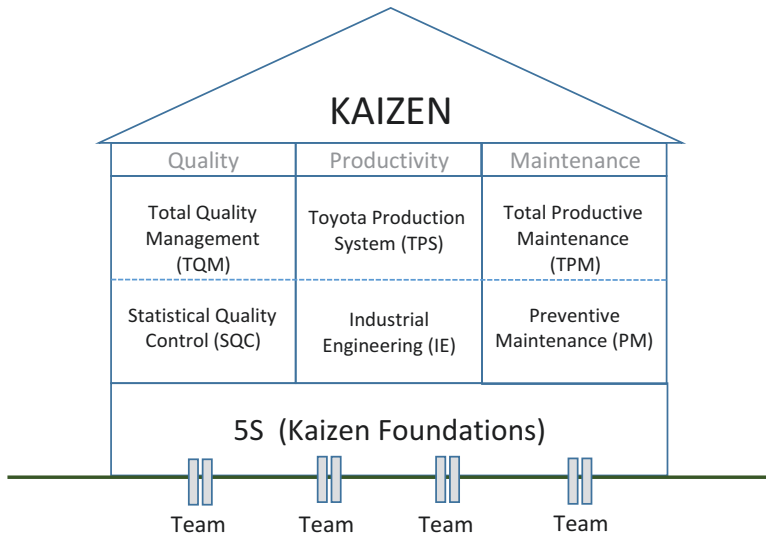 KAIZEN
Quality
Productivity
Maintenance
Total Quality
Management
(TQM)
Toyota Production
System (TPS)
Total Productive
Maintenance
(TPM)
Statistical Quality
Control (SQC)
Industrial
Engineering (IE)
Preventive
Maintenance (PM)
5S (Kaizen Foundations)
Team
Team
Team
Team